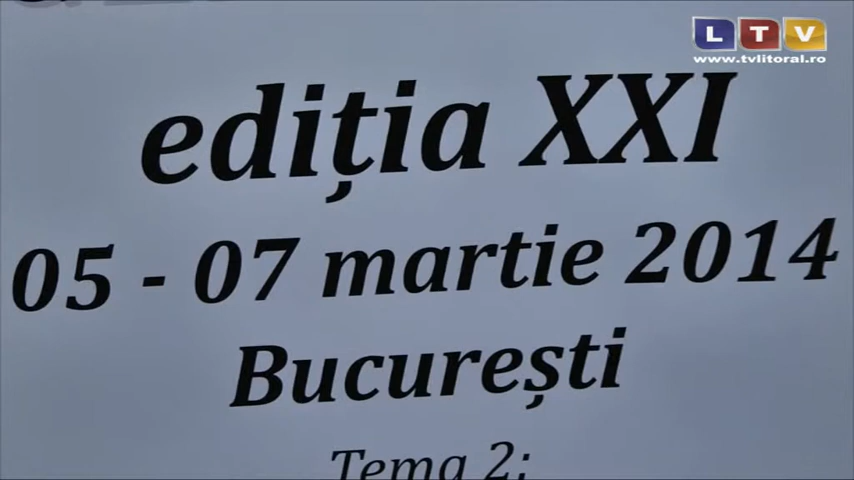 LTV
www.tvlitoral.ro
ediția XXI
05 - 07 martie 2014
București
Tema 2: